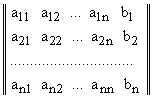 a11 a12 ... a1n b1
a21 a22 ... a2n b2
........................................
an1 an2 ... ann bn